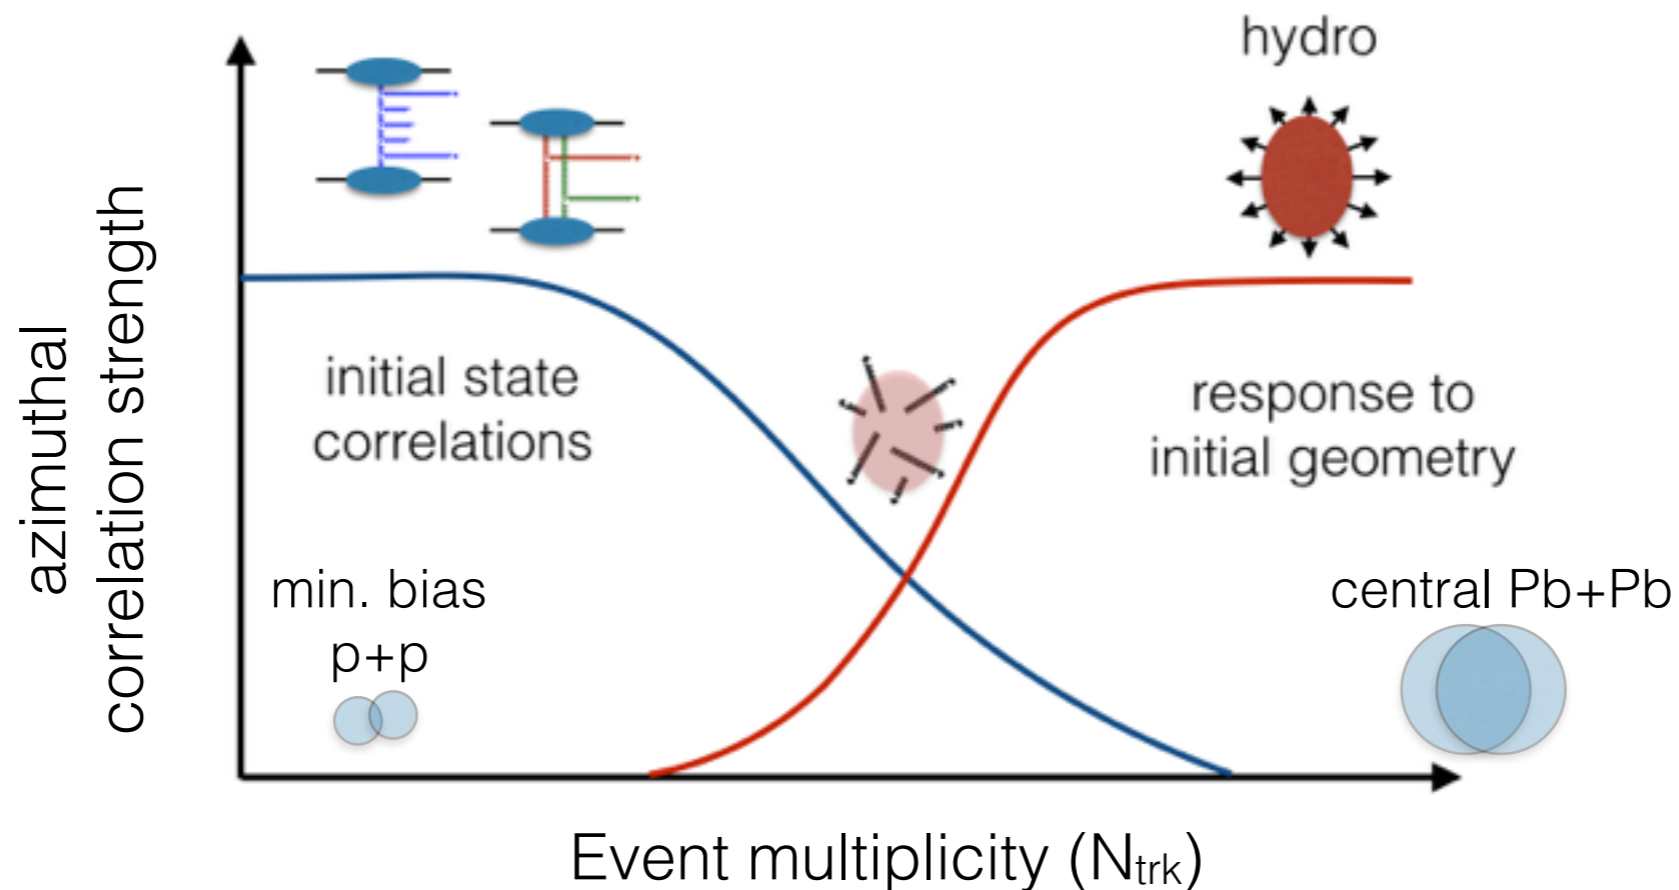 hydro
azimuthal
correlation strength
initial state
correlations
response to
initial geometry
min. bias
p+p
central Pb+Pb
Event multiplicity (Ntrk)